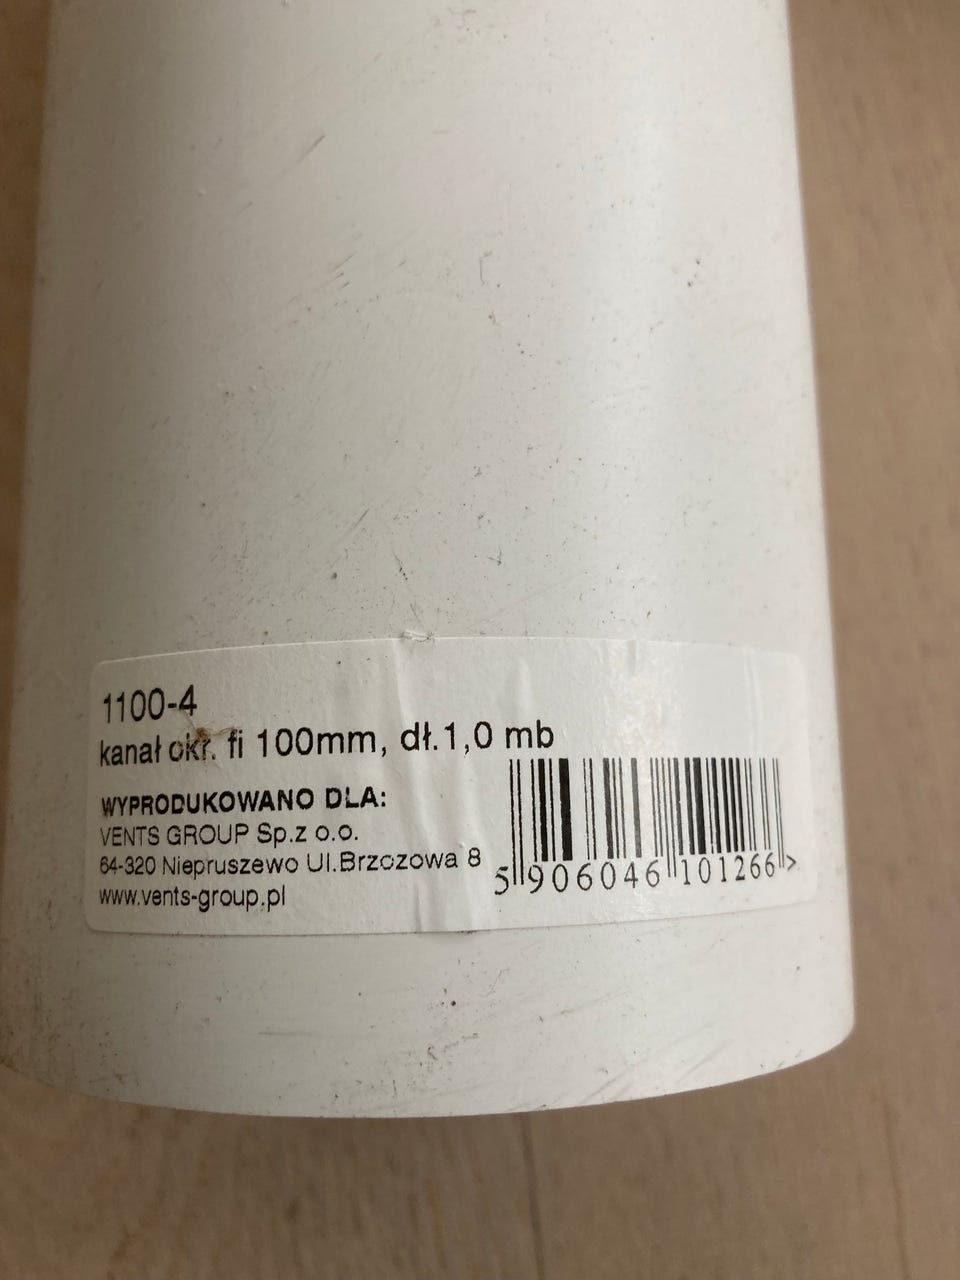 1100-4
kanał okr. fi 100mm, dł.1,0 mb
WYPRODUKOWANO DLA:
VENTS GROUP Sp.z o.o.
64-320 Niepruszewo Ul.Brzozowa 8
www.vents-group.pl
5 906046 101266 >